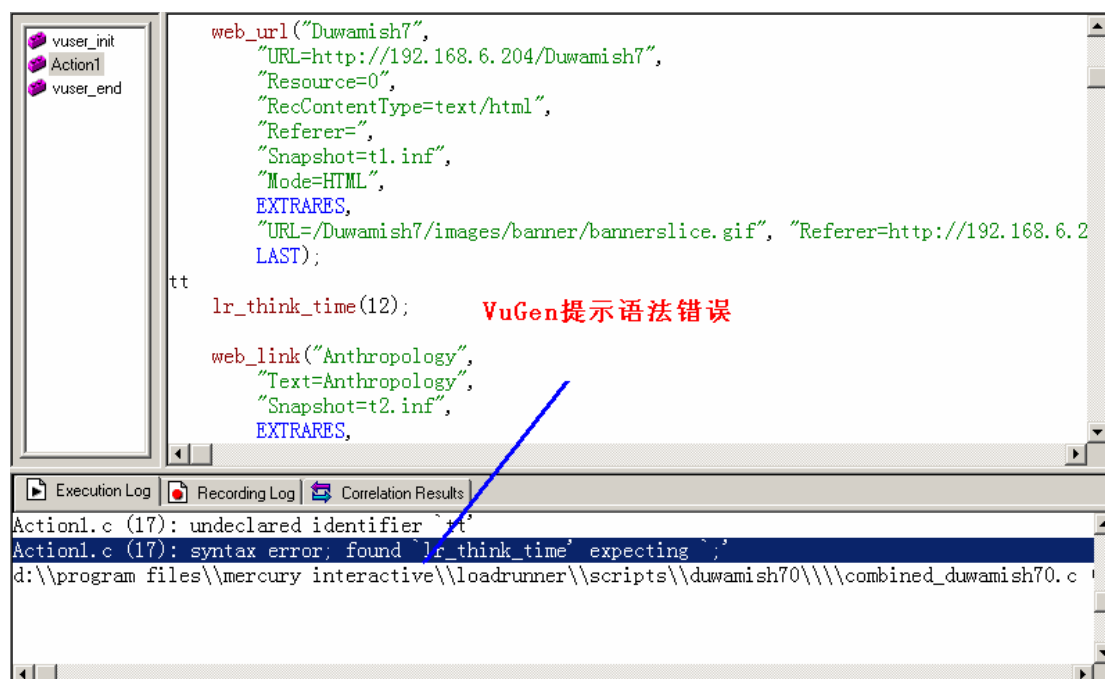 vuser_init
Action1
vuser_end
web_url("Duwamish7",
"URL=http://192.168.6.204/Duwamish7",
"Resource=0",
"RecContentType=text/html",
"Referer=",
"Snapshot=t1.inf",
"Mode=HTML",
EXTRARES,
"URL=/Duwamish7/images/banner/bannerslice.gif", "Referer=http://192.168.6.2
LAST);
tt
lr_think_time(12);
VuGen提示语法错误
web_link("Anthropology",
"Text=Anthropology",
"Snapshot=t2.inf",
EXTRARES,
Execution Log Recording Log Correlation Results
Action1.c (17): undeclared identifier `tt'
Action1.c (17): syntax error; found `lr_think_time' expecting `;'
d:\\program files\\mercury interactive\\loadrunner\\scripts\\duwamish70\\\\combined_duwamish70.c